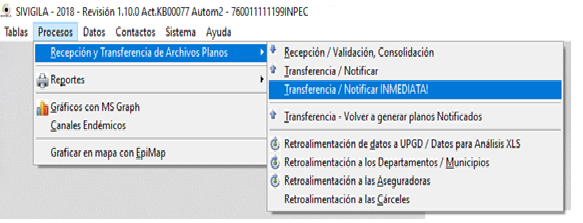 SIVIGILA - 2018 - Revisión 1.10.0 Act.KB00077 Autom2 - 760011111199INPEC
Tablas Procesos Datos Contactos Sistema Ayuda
Recepción y Transferencia de Archivos Planos
Reportes
Gráficos con MS Graph
Canales Endémicos
Graficar en mapa con EpiMap
Recepción / Validación, Consolidación
Transferencia / Notificar
Transferencia / Notificar INMEDIATA!
Transferencia - Volver a generar planos Notificados
Retroalimentación de datos a UPGD / Datos para Análisis XLS
Retroalimentación a los Departamentos / Municipios
Retroalimentación a las Aseguradoras
Retroalimentación a las Cárceles